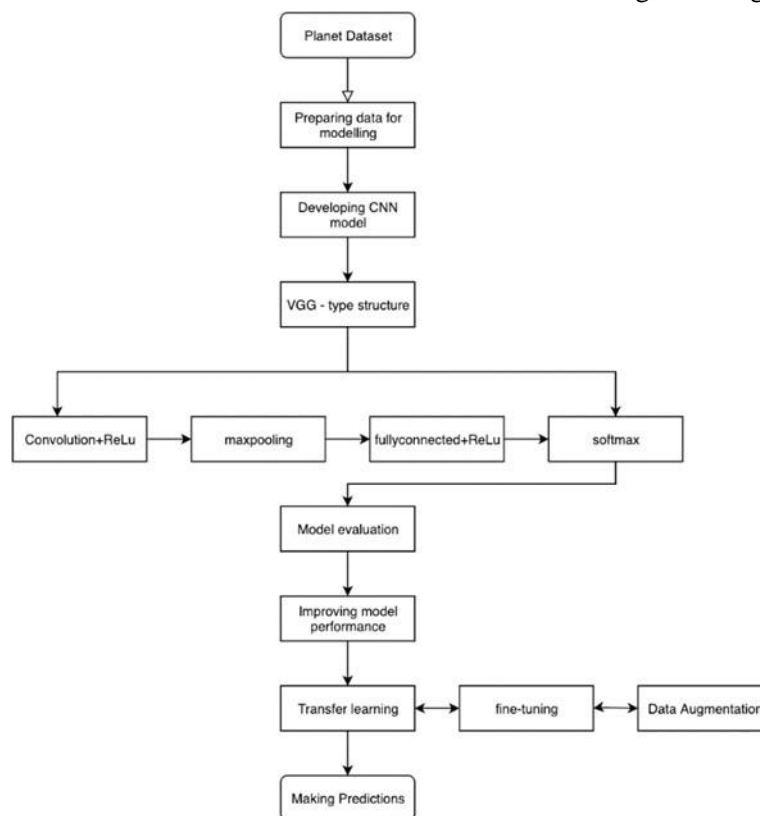 Planet Dataset
Preparing data for
modelling
Developing CNN
model
VGG - type structure
Convolution+ReLu
maxpooling
fullyconnected+ReLu
softmax
Model evaluation
Improving model
performance
Transfer learning
fine-tuning
Data Augmentation
Making Predictions